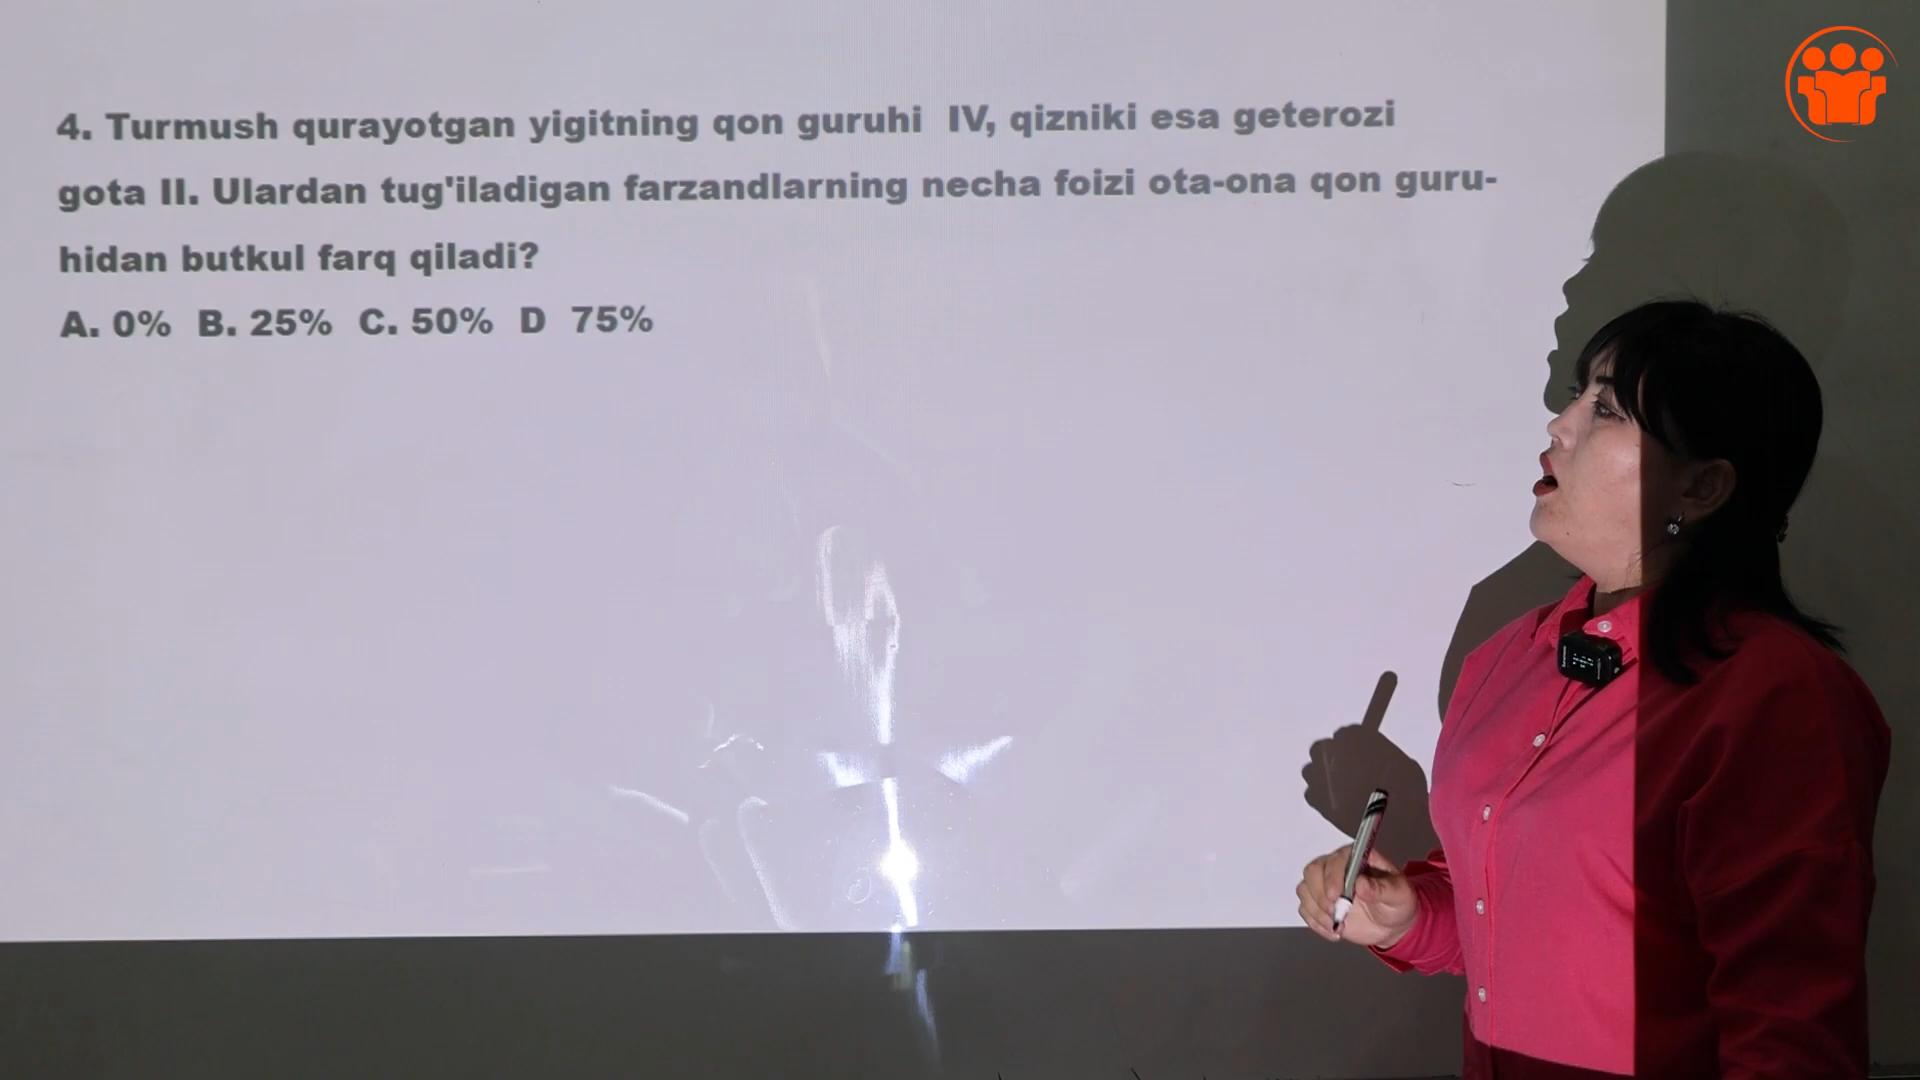 4. Turmush qurayotgan yigitning qon guruhi IV, qizniki esa geterozi
gota II. Ulardan tug'iladigan farzandlarning necha foizi ota-ona qon guru-
hidan butkul farq qiladi?
A. 0% B. 25% C. 50% D 75%